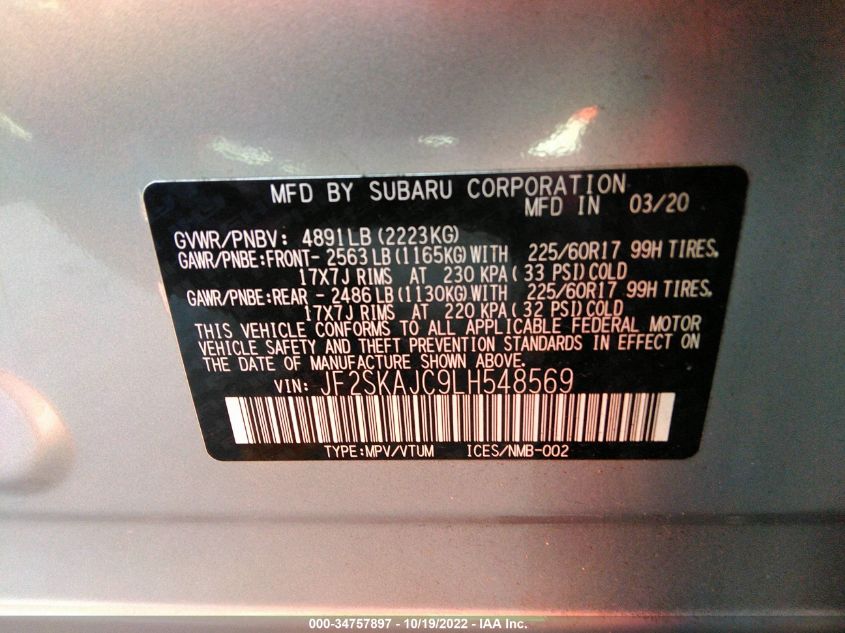 MFD BY SUBARU CORPORATION
MFD IN 03/20
GVWR/PNBV: 4891LB (2223KG)
GAWR/PNBE:FRONT- 2563 LB (1165KG) WITH 225/60R17 99H TIRES,
17X7J RIMS AT 230 KPA( 33 PSI) COLD
GAWR/PNBE:REAR - 2486 LB (1130KG) WITH 225/60R17 99H TIRES,
17X7J RIMS AT 220 KPA( 32 PSI) COLD
THIS VEHICLE CONFORMS TO ALL APPLICABLE FEDERAL MOTOR
VEHICLE SAFETY AND THEFT PREVENTION STANDARDS IN EFFECT ON
THE DATE OF MANUFACTURE SHOWN ABOVE.
VIN: JF2SKAJC9LH548569
TYPE:MPV/VTUM ICES/NMB-002
000-34757897 - 10/19/2022 - IAA Inc.